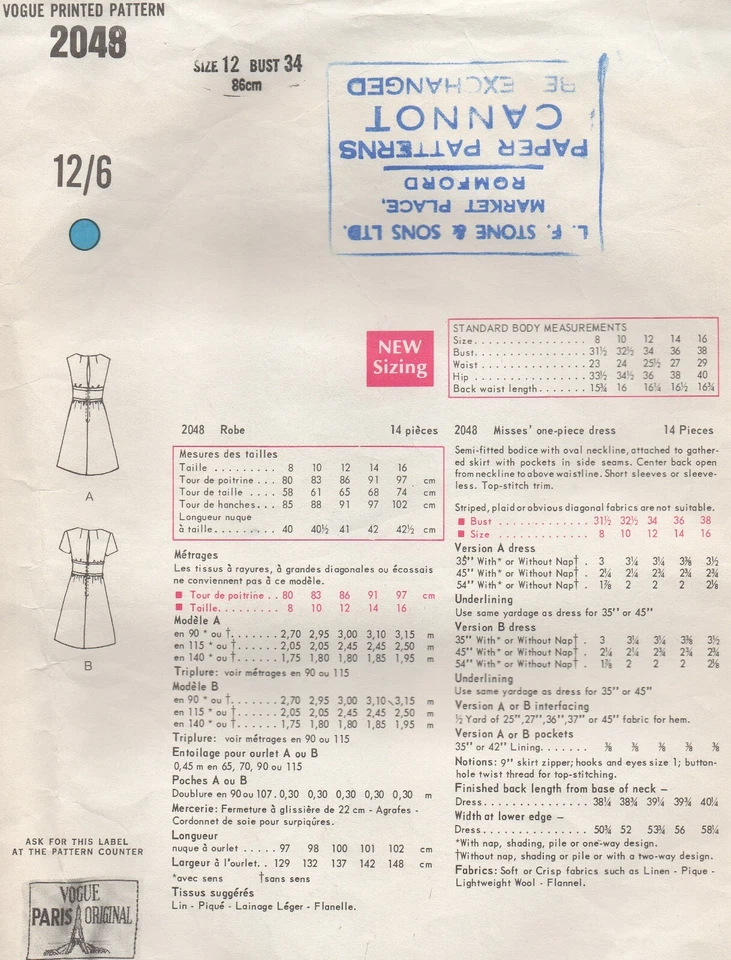 VOGUE PRINTED PATTERN
2048
SIZE 12 BUST 34
86cm
12/6
L. F. STONE & SONS LTD.
MARKET PLACE,
ROMFORD
PAPER PATTERNS
CANNOT
BE EXCHANGED
A
B
NEW
Sizing
STANDARD BODY MEASUREMENTS
Size. . . . . . . . . . . . . . . . 8 10 12 14 16
Bust. . . . . . . . . . . . . . . . 31½ 32½ 34 36 38
Waist . . . . . . . . . . . . . . . 23 24 25½ 27 29
Hip . . . . . . . . . . . . . . . . 33½ 34½ 36 38 40
Back waist length. . . . . . . . 15¾ 16 16¼ 16½ 16¾
2048 Robe 14 pièces
Mesures des tailles
Taille . . . . . . . . . 8 10 12 14 16
Tour de poitrine . . 80 83 86 91 97 cm
Tour de taille . . . . 58 61 65 68 74 cm
Tour de hanches. . . 85 88 91 97 102 cm
Longueur nuque
à taille. . . . . . . . . 40 40½ 41 42 42½ cm
Métrages
Les tissus à rayures, à grandes diagonales ou écossais
ne conviennent pas à ce modèle.
Tour de poitrine . . 80 83 86 91 97 cm
Taille. . . . . . . . . . 8 10 12 14 16
Modèle A
en 90 * ou †. . . . . . . 2,70 2,95 3,00 3,10 3,15 m
en 115 * ou †. . . . . . 2,05 2,05 2,45 2,45 2,50 m
en 140 * ou †. . . . . . 1,75 1,80 1,80 1,85 1,95 m
Triplure: voir métrages en 90 ou 115
Modèle B
en 90 * ou †. . . . . . . 2,70 2,95 3,00 3,10 3,15 m
en 115 * ou †. . . . . . 2,05 2,05 2,45 2,45 2,50 m
en 140 * ou †. . . . . . 1,75 1,80 1,80 1,85 1,95 m
Triplure: voir métrages en 90 ou 115
Entoilage pour ourlet A ou B
0,45 m en 65, 70, 90 ou 115
Poches A ou B
Doublure en 90 ou 107. 0,30 0,30 0,30 0,30 0,30 m
Mercerie: Fermeture à glissière de 22 cm - Agrafes -
Cordonnet de soie pour surpiqûres.
Longueur
nuque à ourlet . . . . . 97 98 100 101 102 cm
Largeur à l'ourlet. . 129 132 137 142 148 cm
*avec sens †sans sens
Tissus suggérés
Lin - Piqué - Lainage Léger - Flanelle.
2048 Misses' one-piece dress 14 Pieces
Semi-fitted bodice with oval neckline, attached to gather-
ed skirt with pockets in side seams. Center back open
from neckline to above waistline. Short sleeves or sleeve-
less. Top-stitch trim.
Striped, plaid or obvious diagonal fabrics are not suitable.
Bust . . . . . . . . . . . . . . . 31½ 32½ 34 36 38
Size . . . . . . . . . . . . . . . 8 10 12 14 16
Version A dress
35" With* or Without Nap† . 3 3¼ 3¼ 3⅜ 3½
45" With* or Without Nap† . 2¼ 2¼ 2¾ 2¾ 2¾
54" With* or Without Nap† . 1⅞ 2 2 2 2⅛
Underlining
Use same yardage as dress for 35" or 45"
Version B dress
35" With* or Without Nap† . 3 3¼ 3¼ 3⅜ 3½
45" With* or Without Nap† . 2¼ 2¼ 2¾ 2¾ 2¾
54" With* or Without Nap† . 1⅞ 2 2 2 2⅛
Underlining
Use same yardage as dress for 35" or 45"
Version A or B interfacing
½ Yard of 25",27",36",37" or 45" fabric for hem.
Version A or B pockets
35" or 42" Lining. . . . . . . ⅜ ⅜ ⅜ ⅜ ⅜
Notions: 9" skirt zipper; hooks and eyes size 1; button-
hole twist thread for top-stitching.
Finished back length from base of neck —
Dress. . . . . . . . . . . . . . . . 38¼ 38¾ 39¼ 39¾ 40¼
Width at lower edge —
Dress. . . . . . . . . . . . . . . . 50¾ 52 53¾ 56 58¼
*With nap, shading, pile or one-way design.
†Without nap, shading or pile or with a two-way design.
Fabrics: Soft or Crisp fabrics such as Linen - Pique -
Lightweight Wool - Flannel.
ASK FOR THIS LABEL
AT THE PATTERN COUNTER
VOGUE
PARIS ORIGINAL